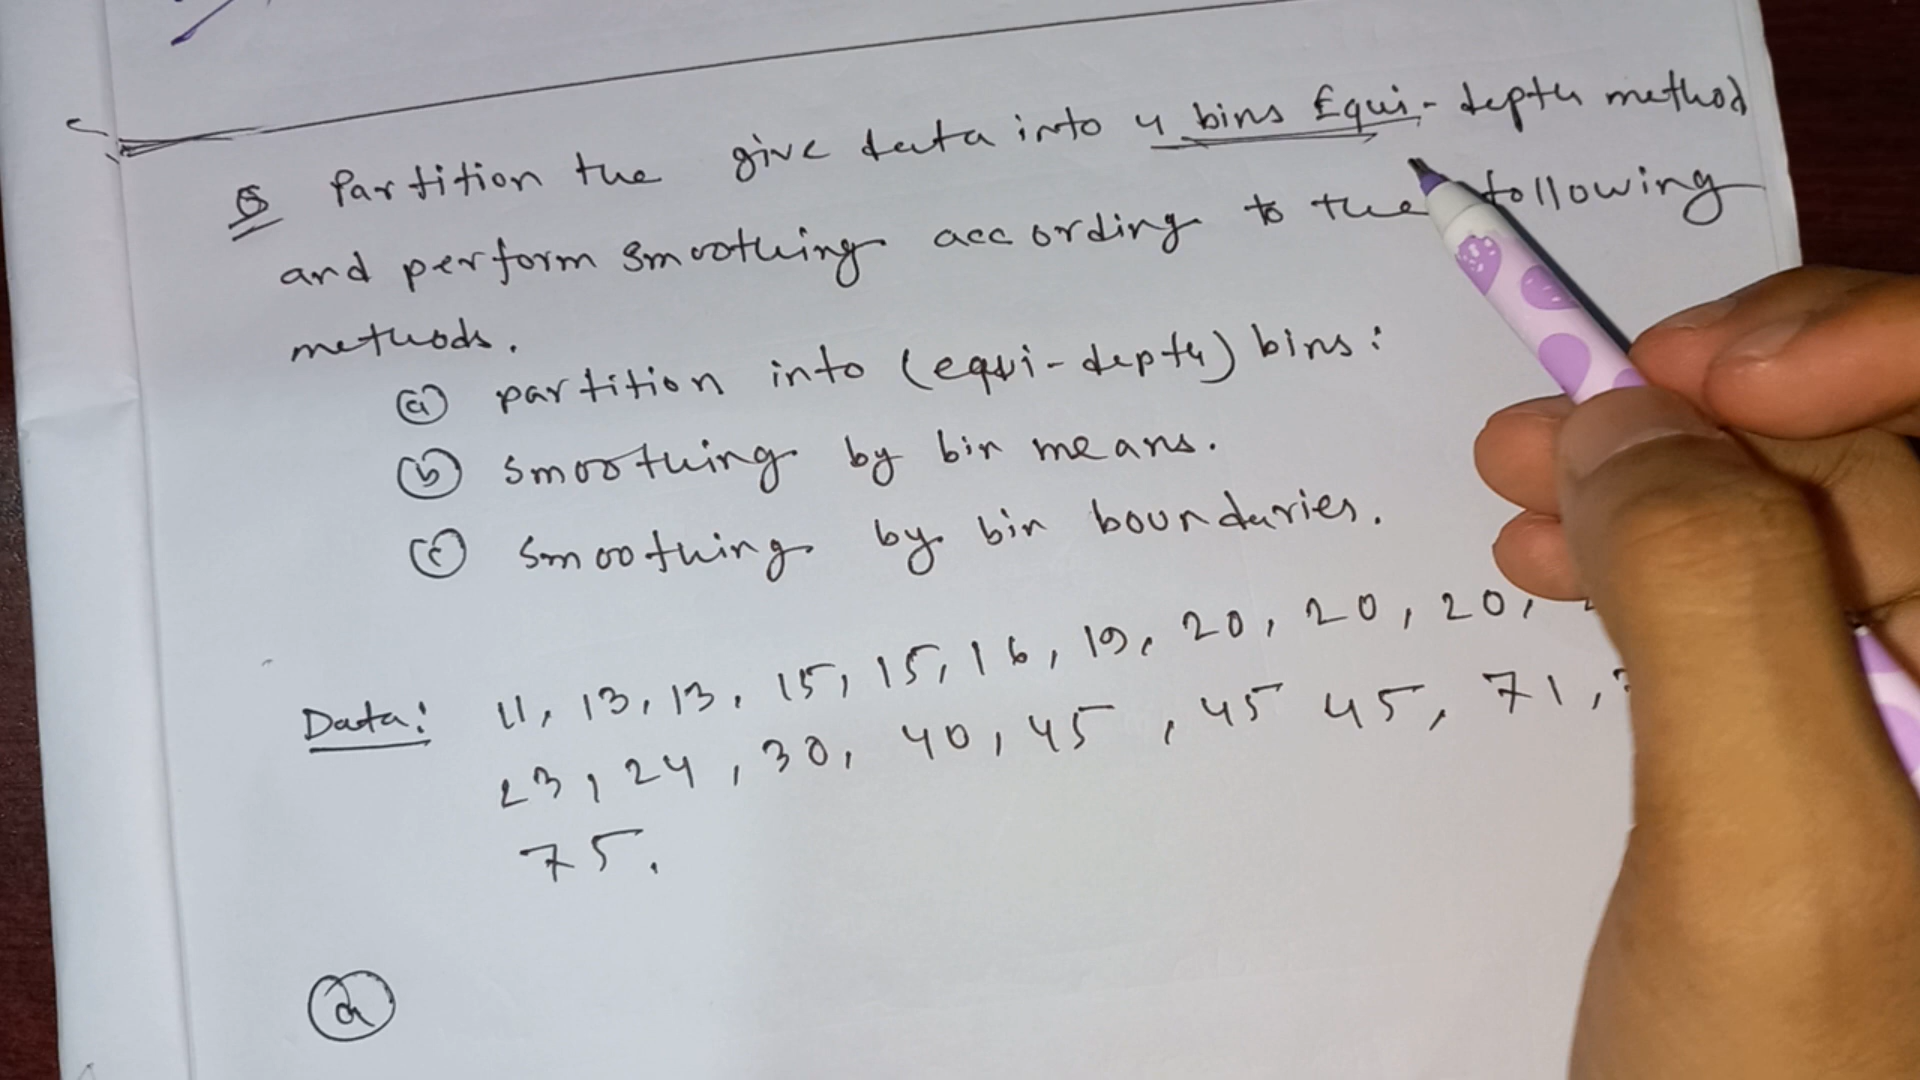 Q Partition the give data into 4 bins Equi-depth method
and perform smoothing according to the following
methods.
(a) partition into (equi-depth) bins:
(b) smoothing by bin means.
(c) smoothing by bin boundaries.
Data: 11, 13, 13, 15, 15, 16, 19, 20, 20, 20,
23, 24, 30, 40, 45, 45 45, 71,
75.
(a)